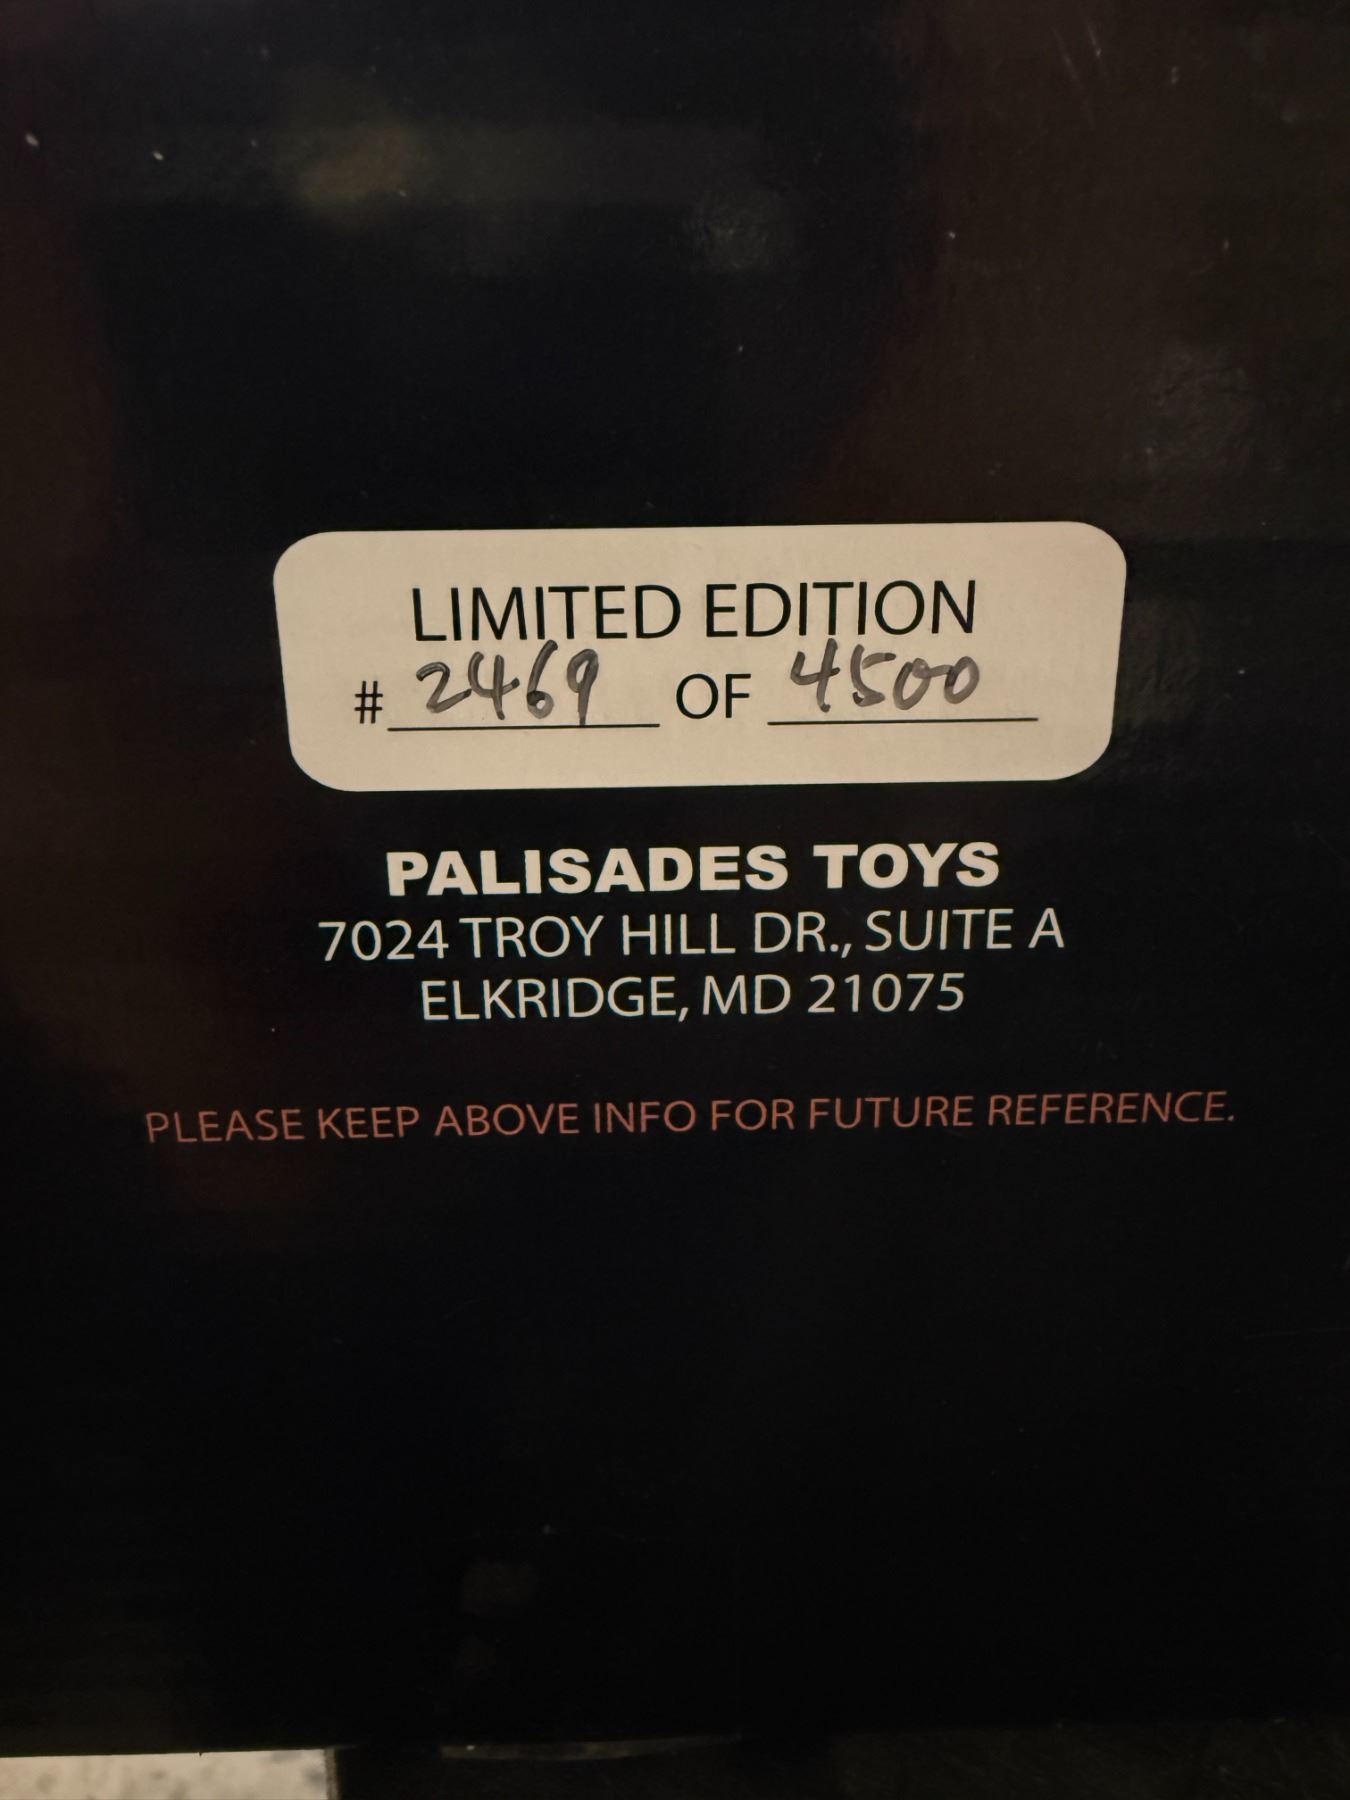 LIMITED EDITION
# 2469 OF 4500
PALISADES TOYS
7024 TROY HILL DR., SUITE A
ELKRIDGE, MD 21075
PLEASE KEEP ABOVE INFO FOR FUTURE REFERENCE.